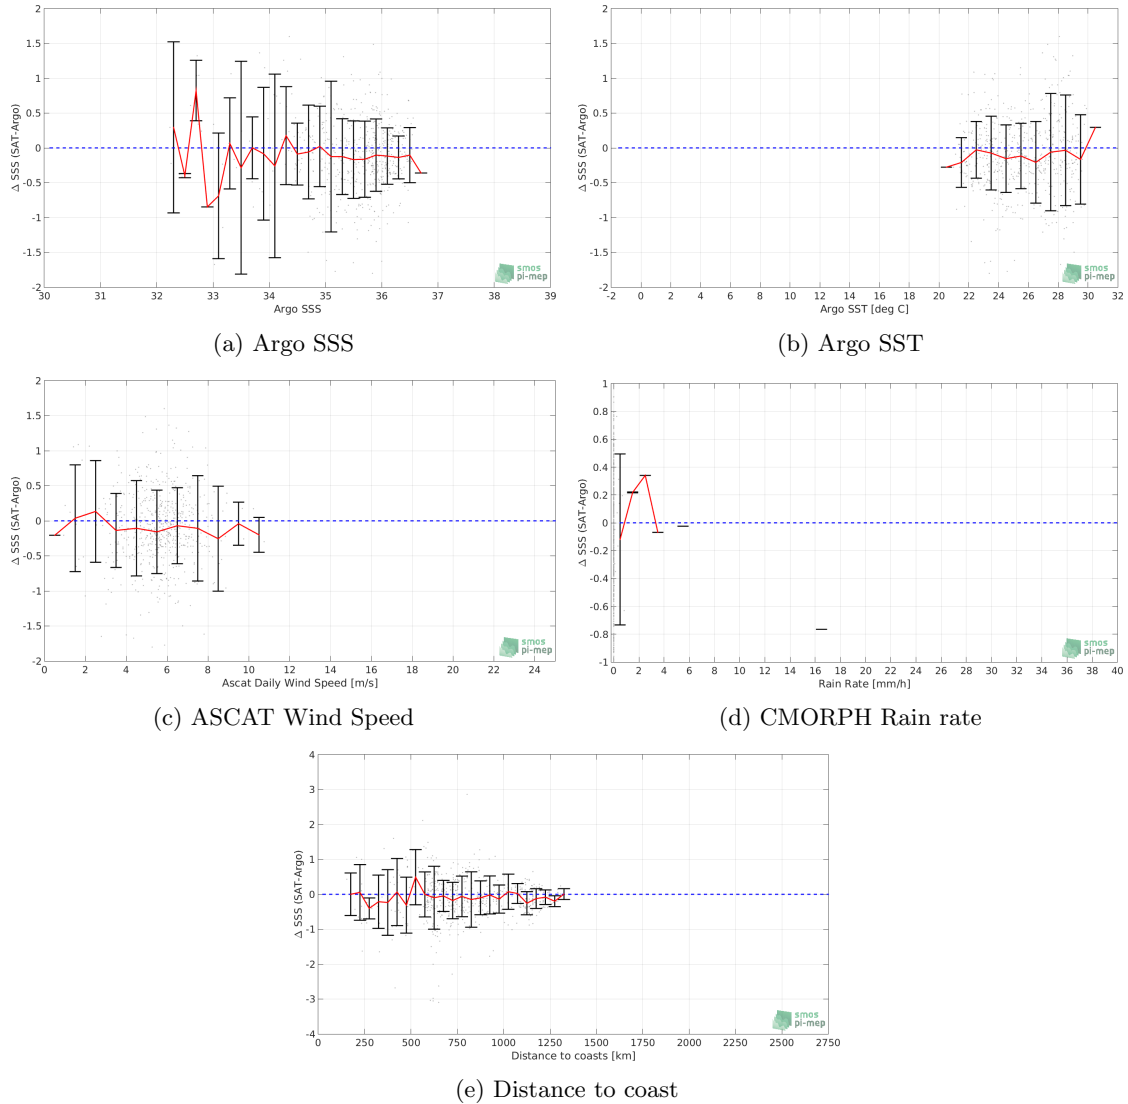 2
1.5
1
0.5
0
-0.5
-1
-1.5
-2
Δ SSS (SAT-Argo)
30 31 32 33 34 35 36 37 38 39
Argo SSS
smos
pi-mep
(a) Argo SSS
2
1.5
1
0.5
0
-0.5
-1
-1.5
-2
Δ SSS (SAT-Argo)
-2 0 2 4 6 8 10 12 14 16 18 20 22 24 26 28 30 32
Argo SST [deg C]
smos
pi-mep
(b) Argo SST
2
1.5
1
0.5
0
-0.5
-1
-1.5
-2
Δ SSS (SAT-Argo)
0 2 4 6 8 10 12 14 16 18 20 22 24
Ascat Daily Wind Speed [m/s]
smos
pi-mep
(c) ASCAT Wind Speed
1
0.8
0.6
0.4
0.2
0
-0.2
-0.4
-0.6
-0.8
-1
Δ SSS (SAT-Argo)
0 2 4 6 8 10 12 14 16 18 20 22 24 26 28 30 32 34 36 38 40
Rain Rate [mm/h]
smos
pi-mep
(d) CMORPH Rain rate
4
3
2
1
0
-1
-2
-3
-4
Δ SSS (SAT-Argo)
0 250 500 750 1000 1250 1500 1750 2000 2250 2500 2750
Distance to coasts [km]
smos
pi-mep
(e) Distance to coast